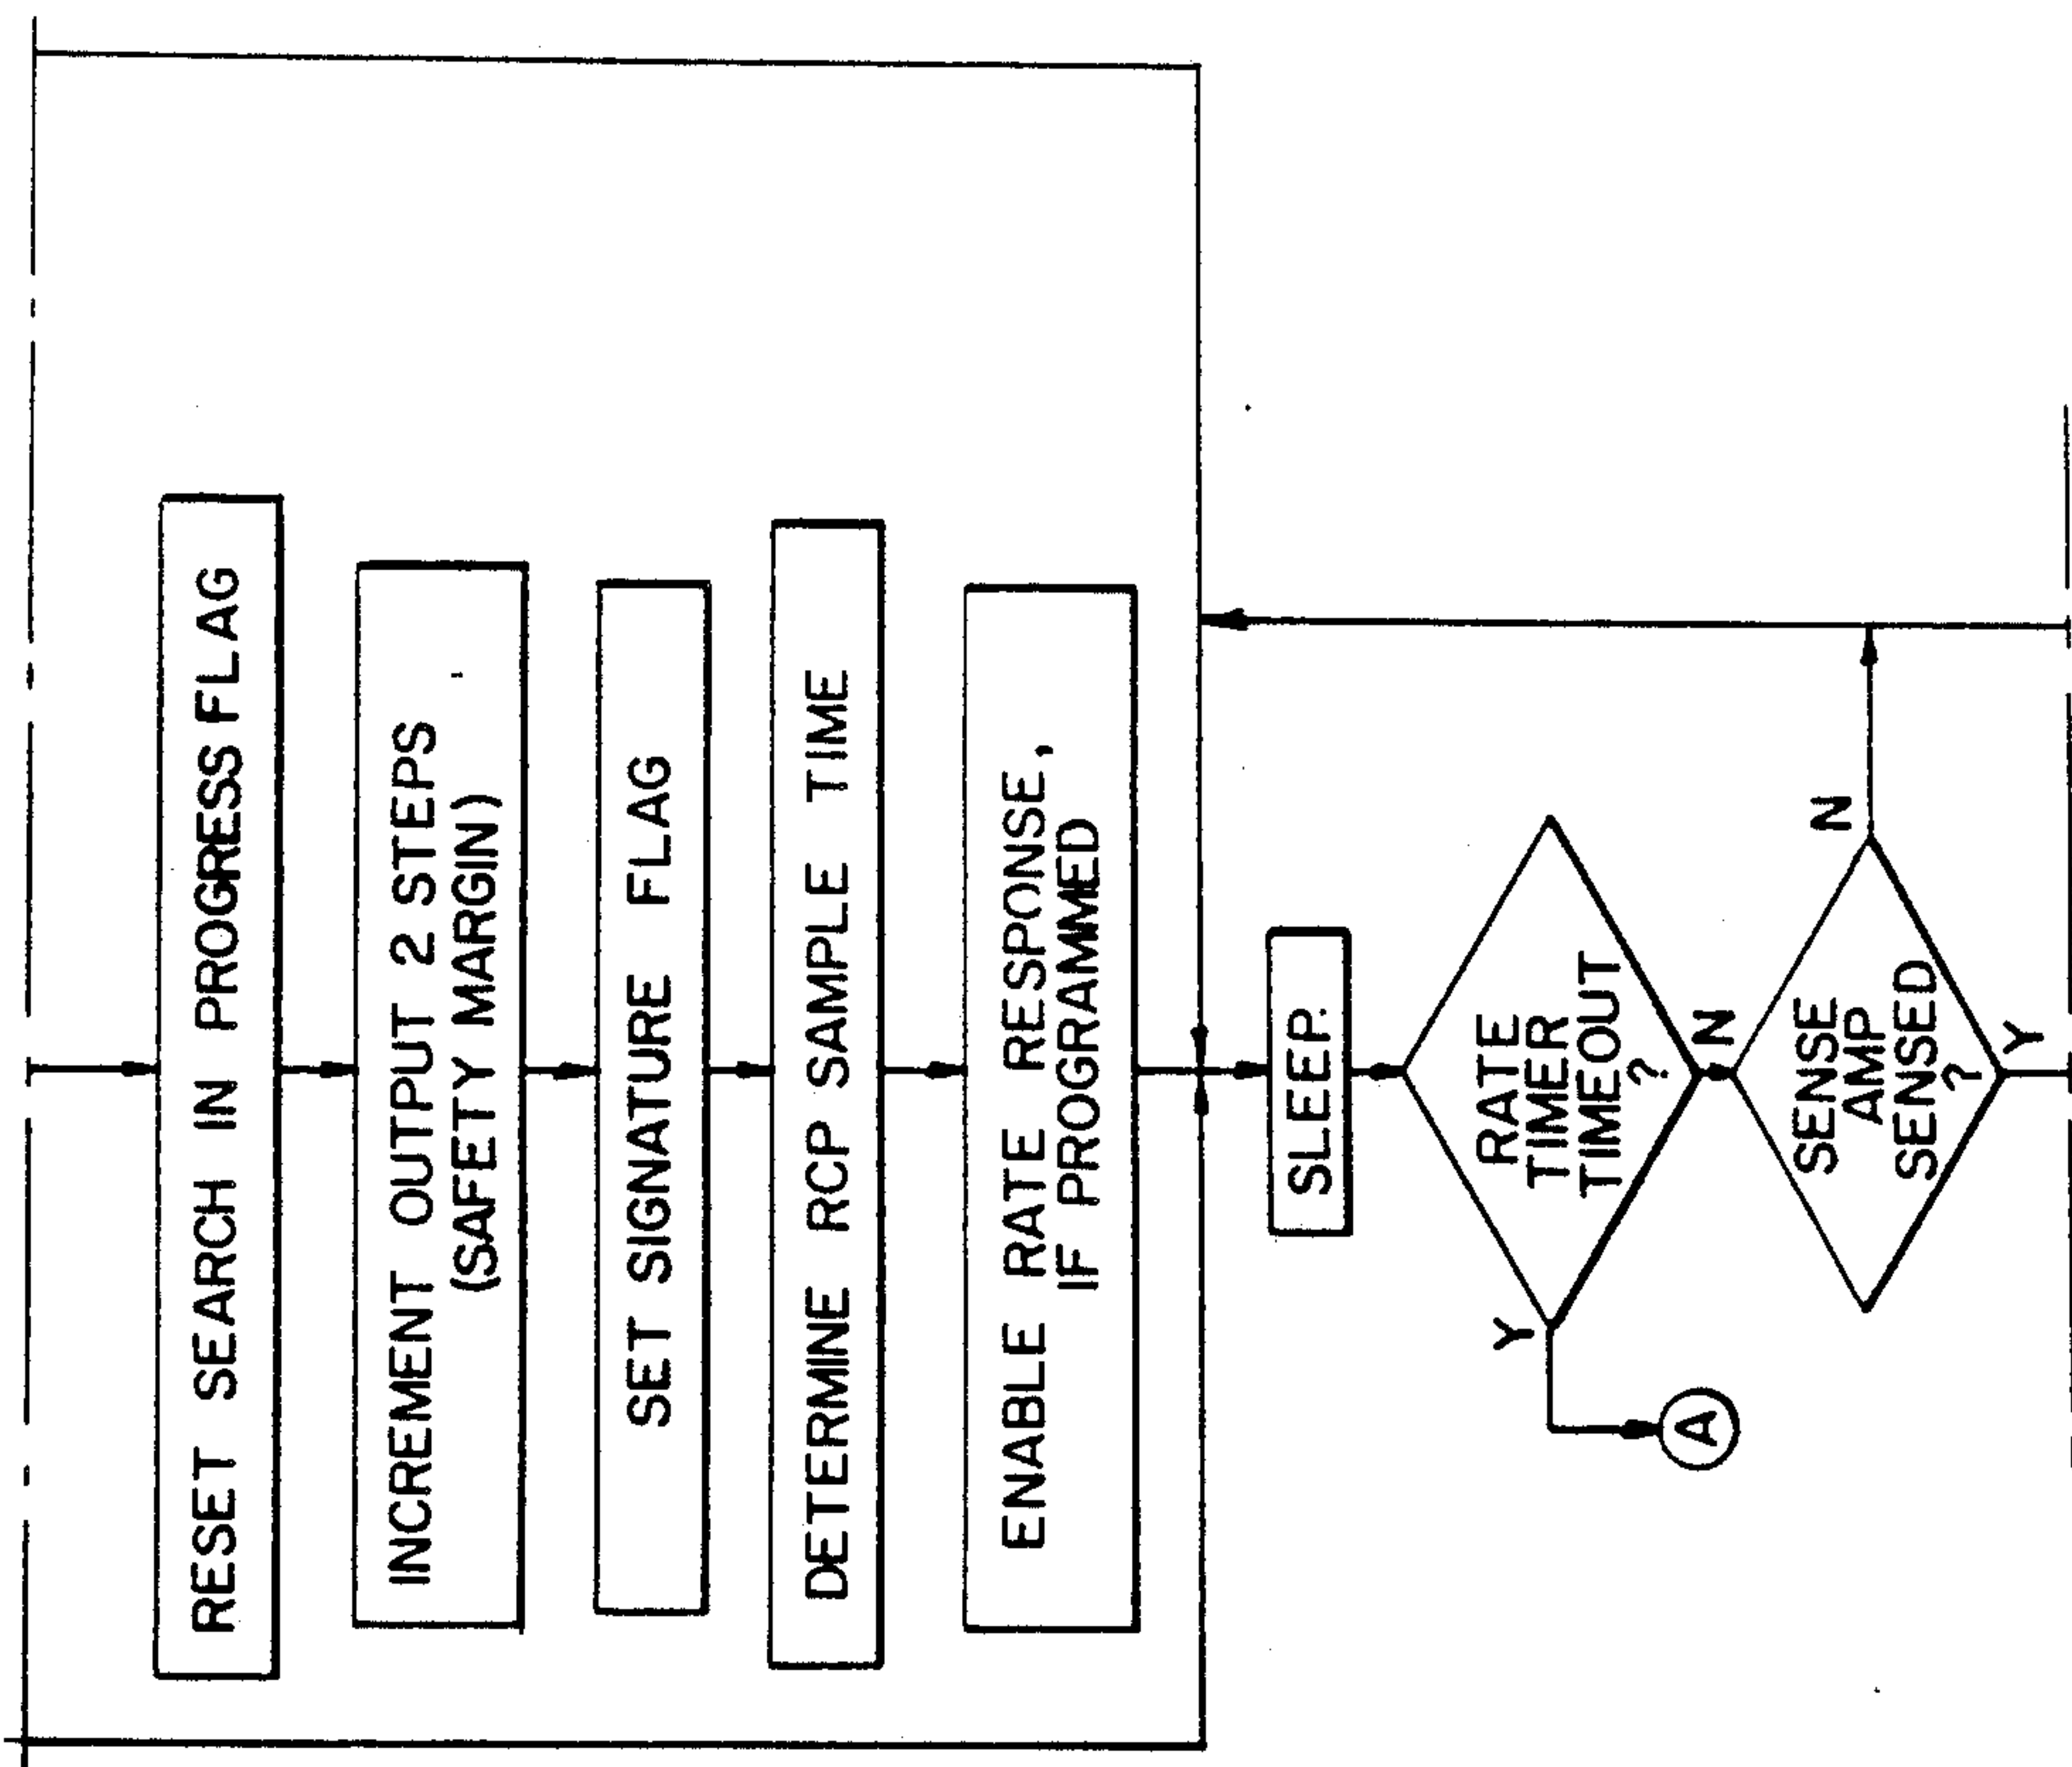 RESET SEARCH IN PROGRESS FLAG
INCREMENT OUTPUT 2 STEPS
(SAFETY MARGIN)
SET SIGNATURE FLAG
DETERMINE RCP SAMPLE TIME
ENABLE RATE RESPONSE,
IF PROGRAMMED
SLEEP
RATE
TIMER
TIMEOUT
?
Y
A
N
SENSE
AMP
SENSED
?
N
Y